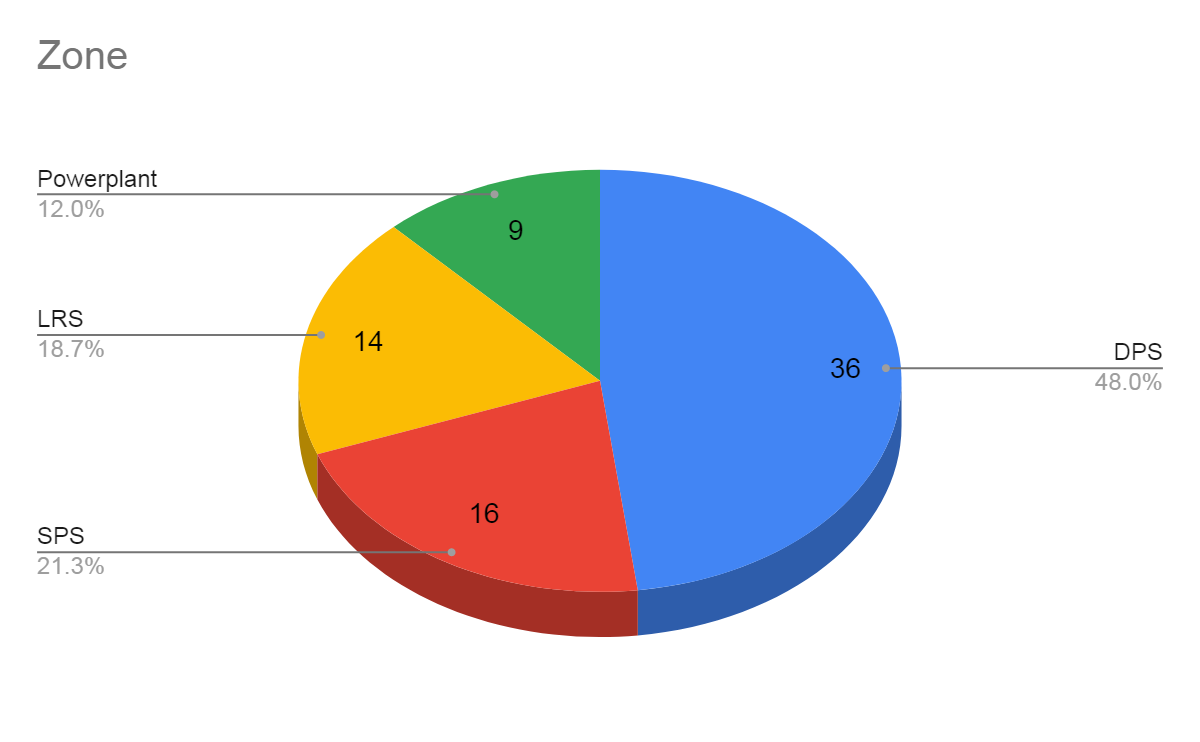 Zone
Powerplant
12.0%
9
LRS
18.7%
14
DPS
48.0%
36
SPS
21.3%
16